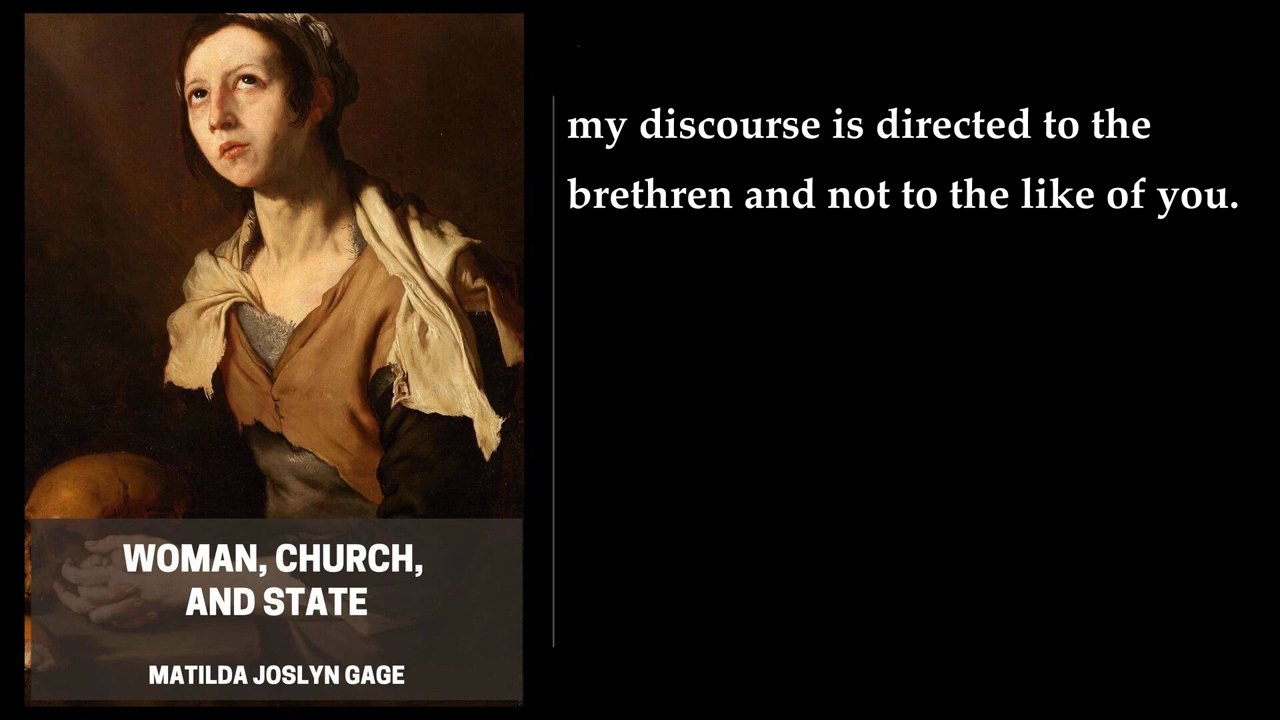 WOMAN, CHURCH,
AND STATE
MATILDA JOSLYN GAGE
my discourse is directed to the
brethren and not to the like of you.